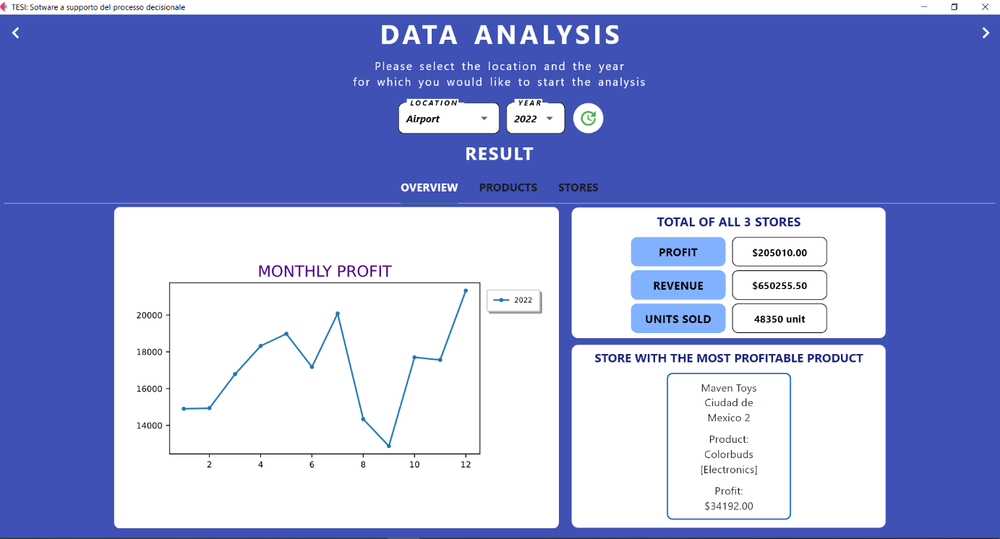 TESI: Sotware a supporto del processo decisionale
DATA ANALYSIS
Please select the location and the year
for which you would like to start the analysis
LOCATION
Airport
YEAR
2022
RESULT
OVERVIEW
PRODUCTS
STORES
MONTHLY PROFIT
20000
18000
16000
14000
2
4
6
8
10
12
2022
TOTAL OF ALL 3 STORES
PROFIT
$205010.00
REVENUE
$650255.50
UNITS SOLD
48350 unit
STORE WITH THE MOST PROFITABLE PRODUCT
Maven Toys
Ciudad de
Mexico 2
Product:
Colorbuds
[Electronics]
Profit:
$34192.00